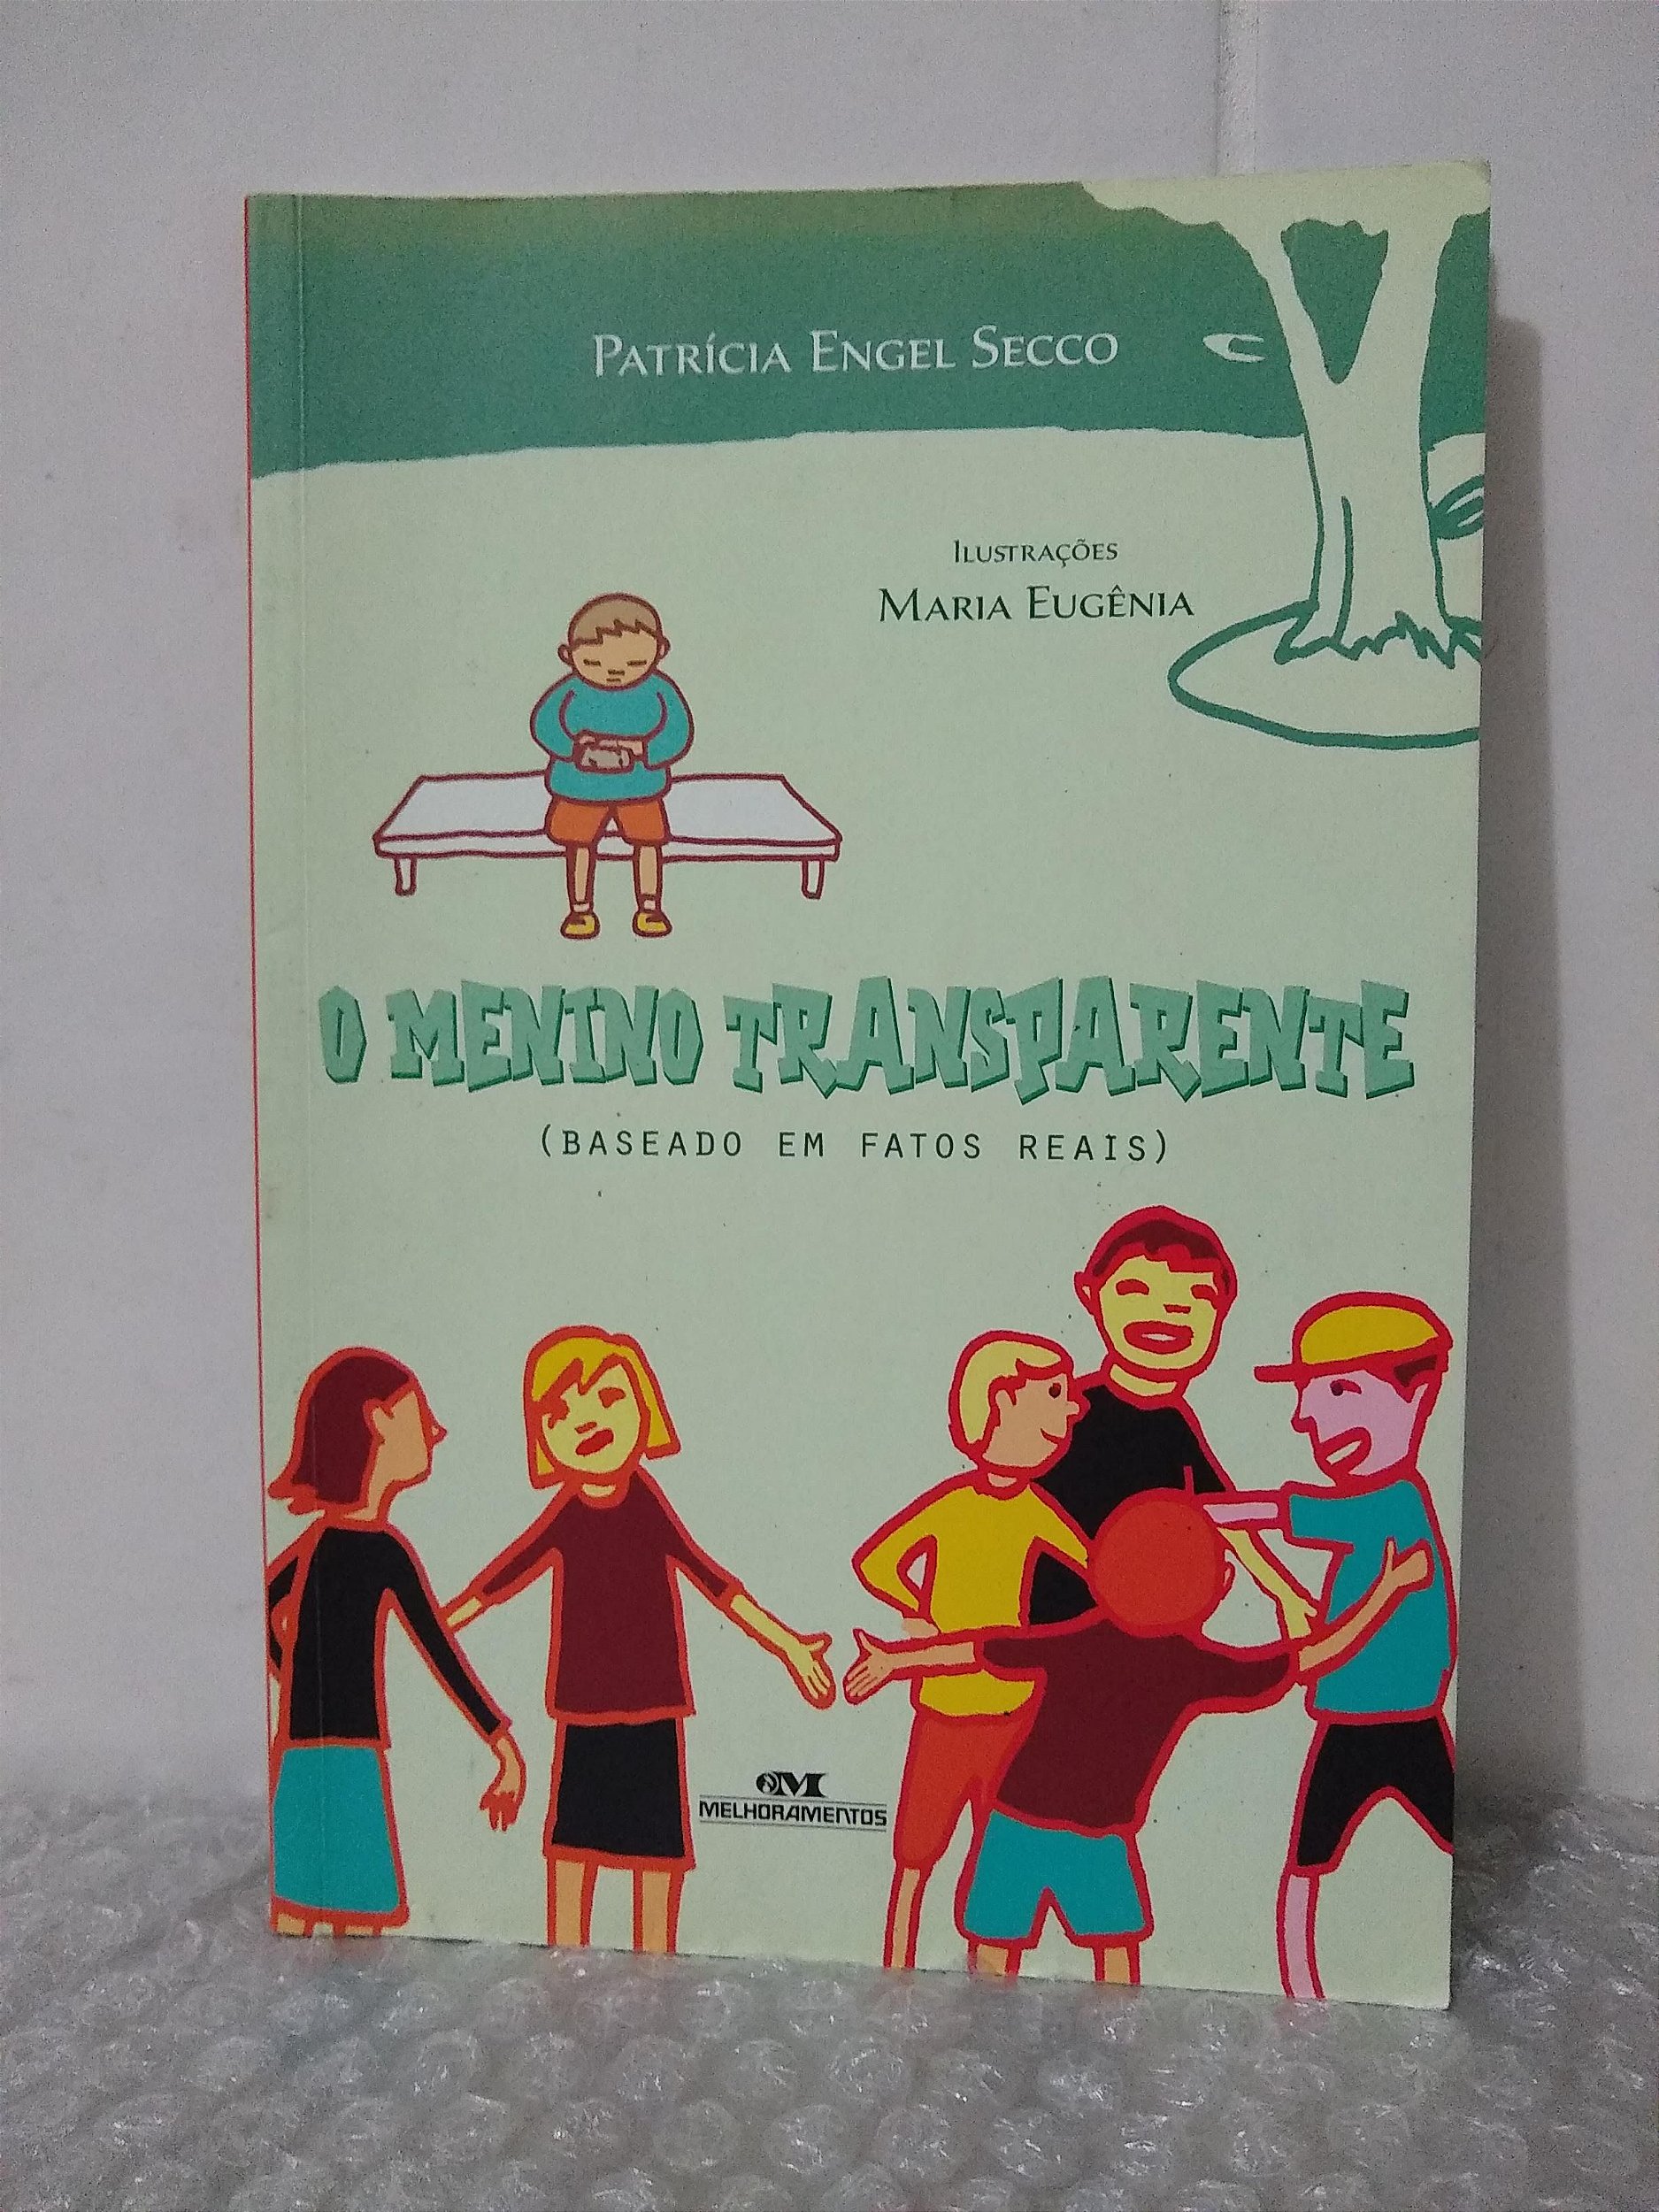 PATRÍCIA ENGEL SECCO
ILUSTRAÇÕES
MARIA EUGÊNIA
O MENINO TRANSPARENTE
(BASEADO EM FATOS REAIS)
M
MELHORAMENTOS